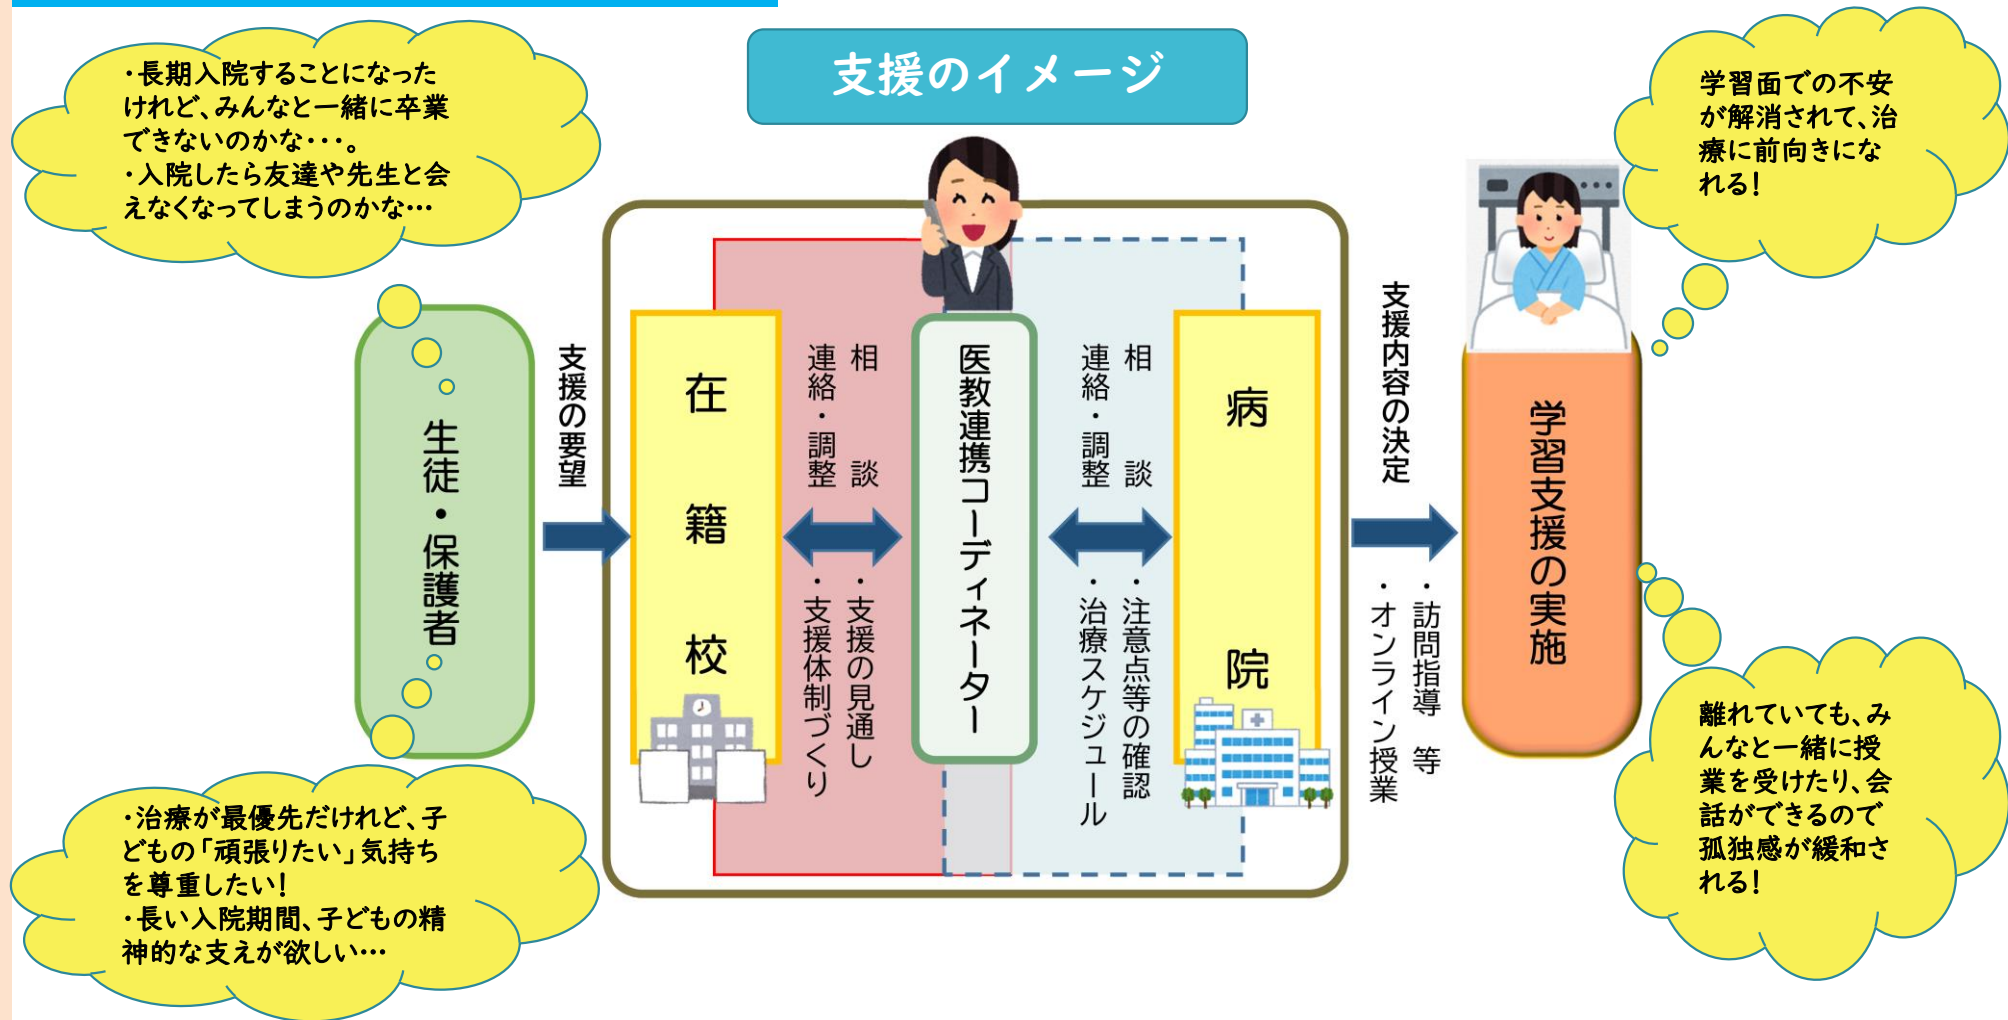 支援のイメージ
・長期入院することになった
けれど、みんなと一緒に卒業
できないのかな・・・。
・入院したら友達や先生と会
えなくなってしまうのかな…
・治療が最優先だけれど、子
どもの「頑張りたい」気持ち
を尊重したい！
・長い入院期間、子どもの精
神的な支えが欲しい…
生徒・保護者
支援の要望
在籍校
相談
連絡・調整
・支援の見通し
・支援体制づくり
医教連携コーディネーター
相談
連絡・調整
・注意点等の確認
・治療スケジュール
病院
支援内容の決定
・訪問指導　等
・オンライン授業
学習支援の実施
学習面での不安
が解消されて、治
療に前向きにな
れる！
離れていても、み
んなと一緒に授
業を受けたり、会
話ができるので
孤独感が緩和さ
れる！